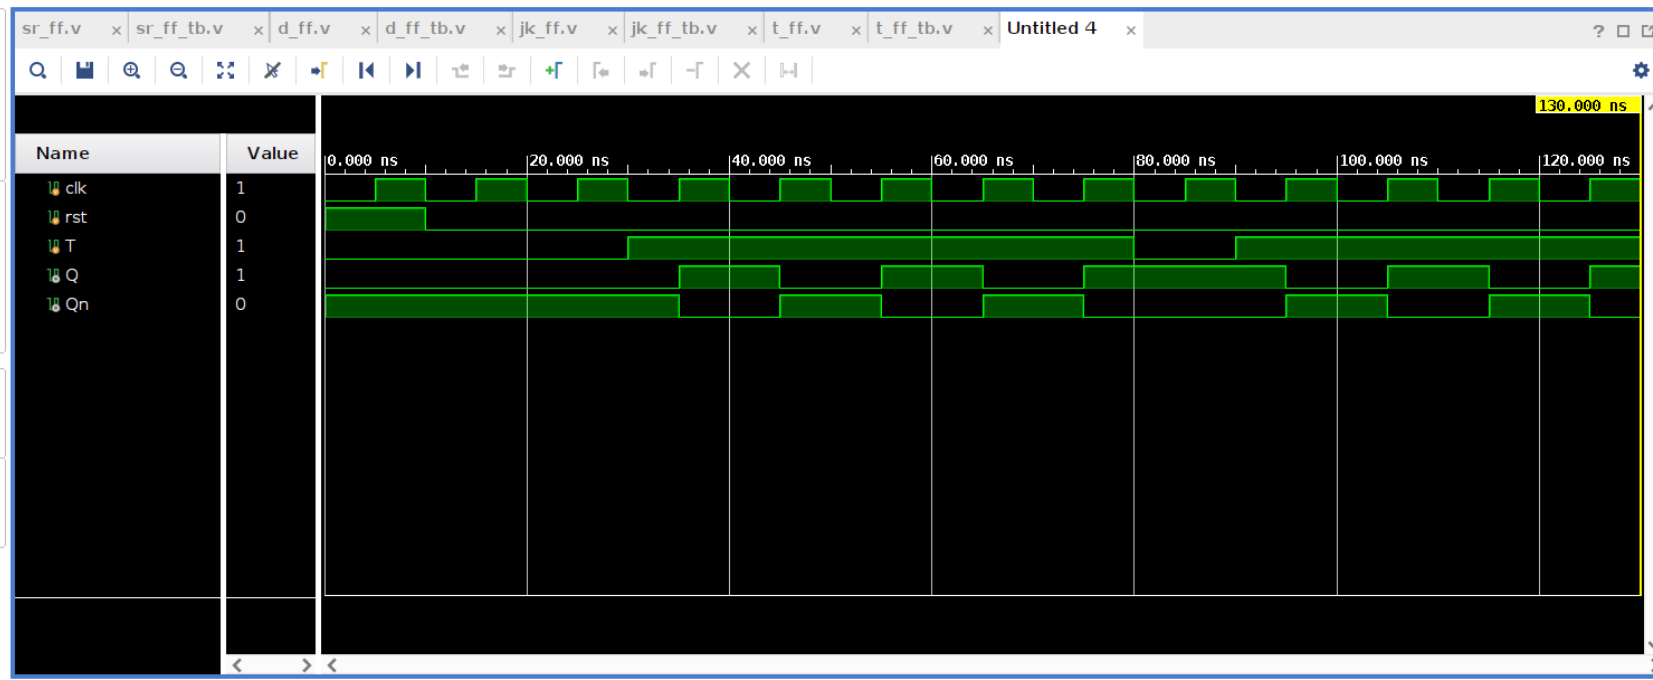 sr_ff.v × sr_ff_tb.v × d_ff.v × d_ff_tb.v × jk_ff.v × jk_ff_tb.v × t_ff.v × t_ff_tb.v × Untitled 4 ×
130.000 ns
Name Value
0.000 ns 20.000 ns 40.000 ns 60.000 ns 80.000 ns 100.000 ns 120.000 ns
clk 1
rst 0
T 1
Q 1
Qn 0